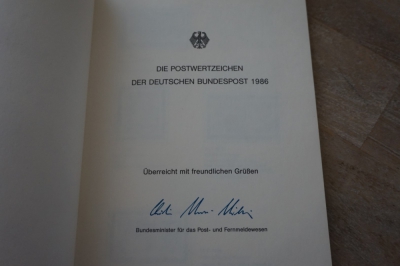 DIE POSTWERTZEICHEN
DER DEUTSCHEN BUNDESPOST 1986
Überreicht mit freundlichen Grüßen
Bundesminister für das Post- und Fernmeldewesen